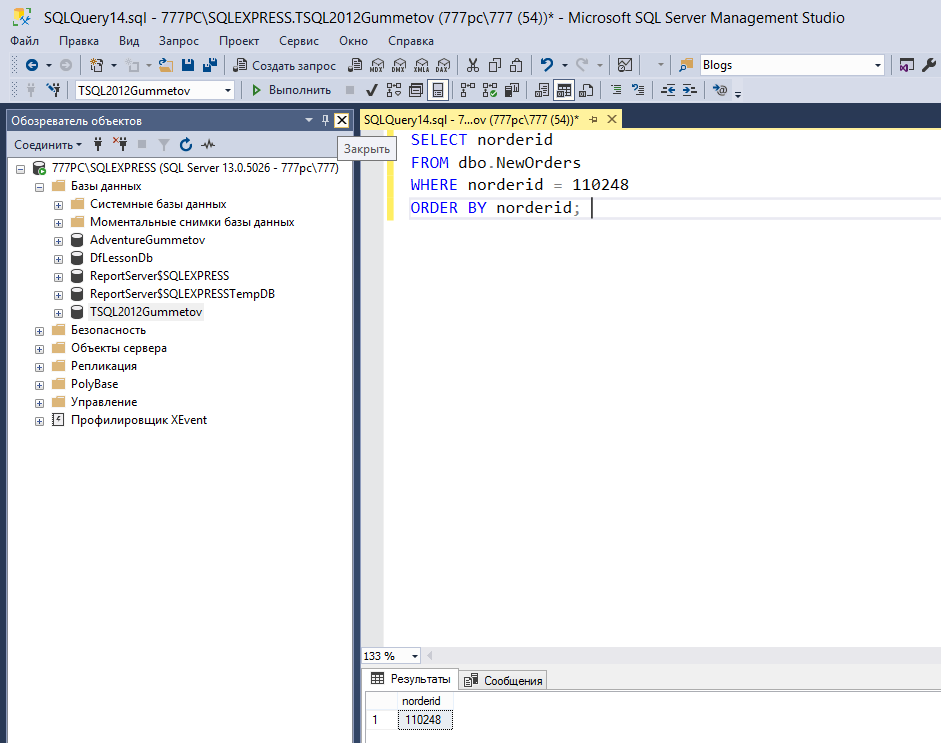 SQLQuery14.sql - 777PC\SQLEXPRESS.TSQL2012Gummetov (777pc\777 (54))* - Microsoft SQL Server Management Studio
Файл Правка Вид Запрос Проект Сервис Окно Справка
Создать запрос MDX DMX XMLA DAX Blogs
TSQL2012Gummetov Выполнить
Обозреватель объектов
SQLQuery14.sql - 7...ov (777pc\777 (54))*
Соединить
Закрыть
SELECT norderid
FROM dbo.NewOrders
WHERE norderid = 110248
ORDER BY norderid;
777PC\SQLEXPRESS (SQL Server 13.0.5026 - 777pc\777)
Базы данных
Системные базы данных
Моментальные снимки базы данных
AdventureGummetov
DfLessonDb
ReportServer$SQLEXPRESS
ReportServer$SQLEXPRESSTempDB
TSQL2012Gummetov
Безопасность
Объекты сервера
Репликация
PolyBase
Управление
Профилировщик XEvent
133 %
Результаты Сообщения
norderid
1 110248